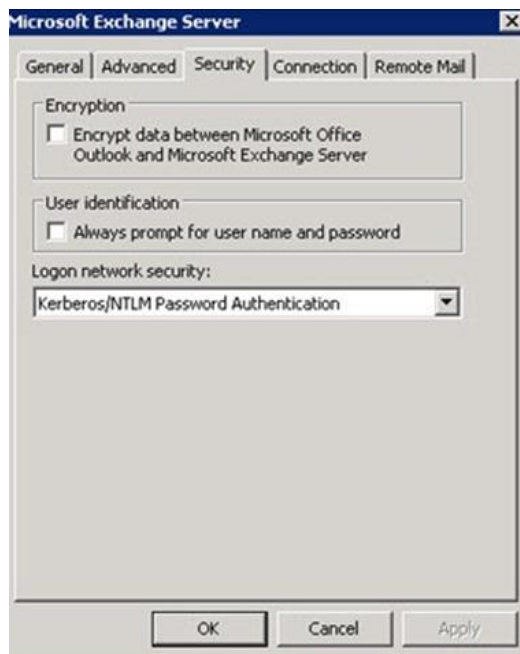 Microsoft Exchange Server
General
Advanced
Security
Connection
Remote Mail
Encryption
Encrypt data between Microsoft Office
Outlook and Microsoft Exchange Server
User identification
Always prompt for user name and password
Logon network security:
Kerberos/NTLM Password Authentication
OK
Cancel
Apply